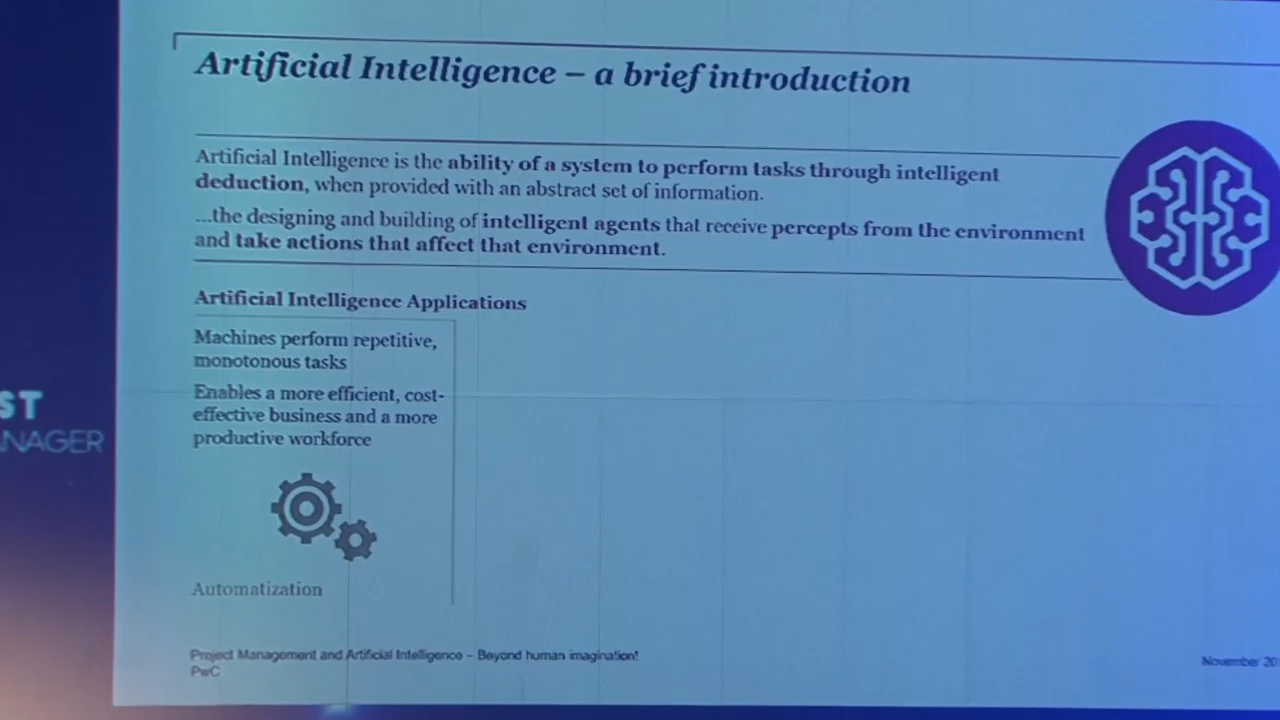 Artificial Intelligence – a brief introduction
Artificial Intelligence is the ability of a system to perform tasks through intelligent
deduction, when provided with an abstract set of information.
...the designing and building of intelligent agents that receive percepts from the environment
and take actions that affect that environment.
Artificial Intelligence Applications
Machines perform repetitive,
monotonous tasks
Enables a more efficient, cost-
effective business and a more
productive workforce
Automatization
Project Management and Artificial Intelligence – Beyond human imagination!
PwC
November 20
ST
NAGER